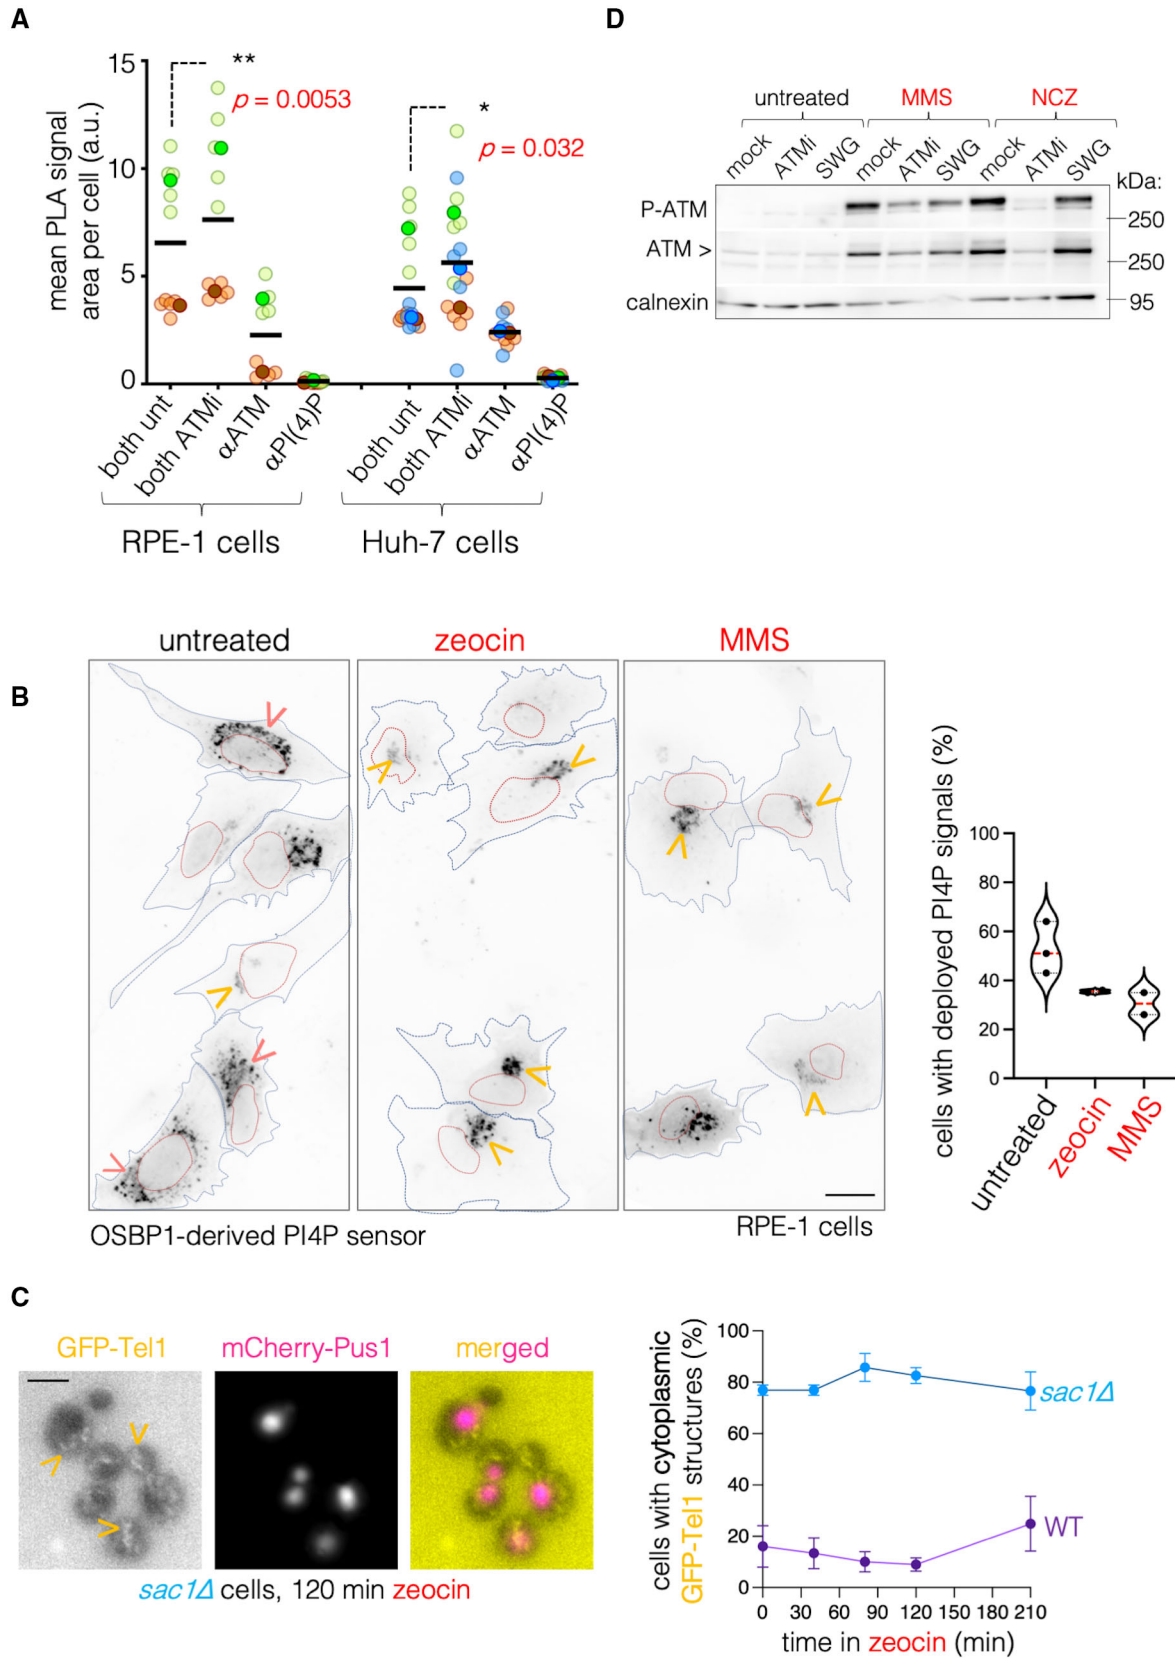 A
15
10
5
0
mean PLA signal
area per cell (a.u.)
**
p = 0.0053
*
p = 0.032
both unt
both ATMi
αATM
αPI(4)P
both unt
both ATMi
αATM
αPI(4)P
RPE-1 cells
Huh-7 cells
D
untreated
MMS
NCZ
mock
ATMi
SWG
mock
ATMi
SWG
mock
ATMi
SWG
kDa:
P-ATM
250
ATM >
250
calnexin
95
B
untreated
zeocin
MMS
OSBP1-derived PI4P sensor
RPE-1 cells
cells with deployed PI4P signals (%)
100
80
60
40
20
0
untreated
zeocin
MMS
C
GFP-Tel1
mCherry-Pus1
merged
sac1Δ cells, 120 min zeocin
cells with cytoplasmic
GFP-Tel1 structures (%)
100
80
60
40
20
0
sac1Δ
WT
0 30 60 90 120 150 180 210
time in zeocin (min)